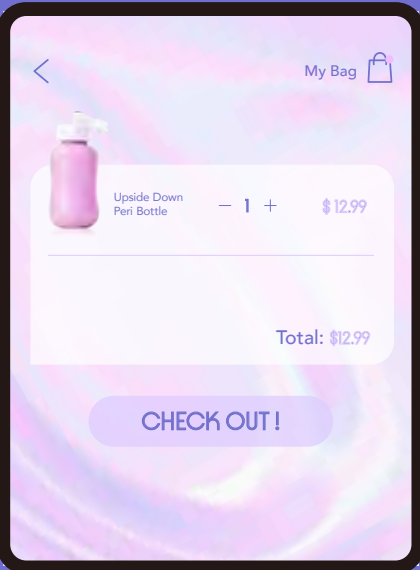 My Bag
Upside Down
Peri Bottle
— 1 +
$ 12.99
Total: $12.99
CHECK OUT !